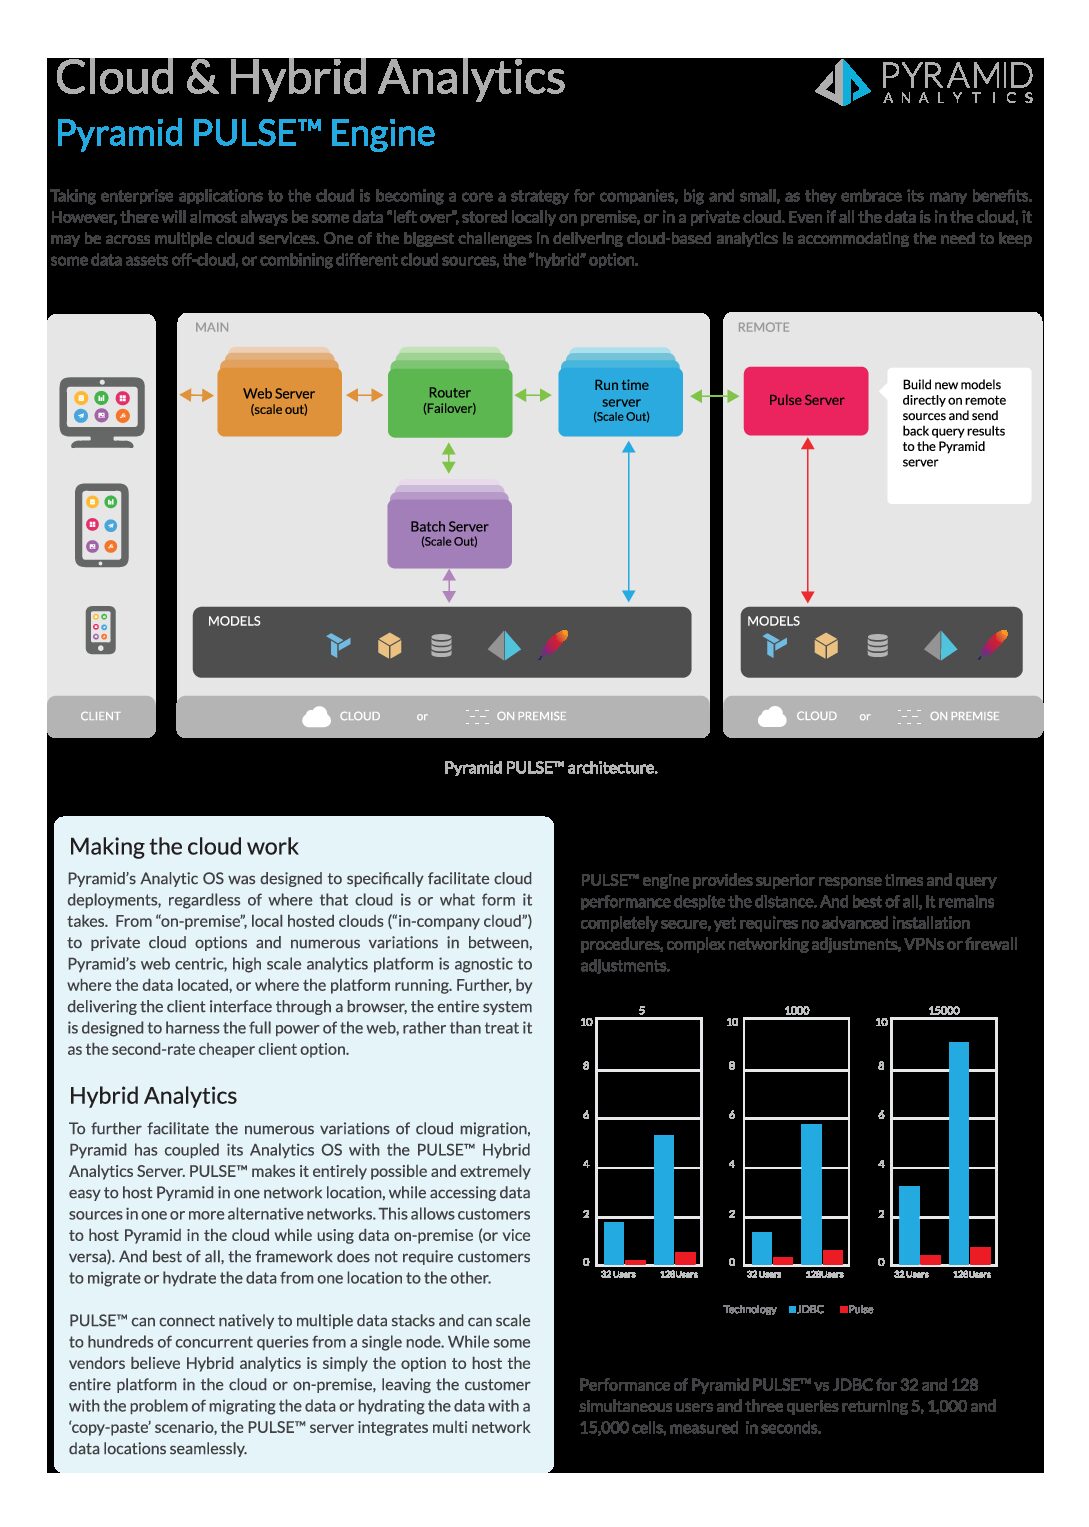 Cloud & Hybrid Analytics
PYRAMID
ANALYTICS
Pyramid PULSE™ Engine
Taking enterprise applications to the cloud is becoming a core a strategy for companies, big and small, as they embrace its many benefits.
However, there will almost always be some data "left over", stored locally on premise, or in a private cloud. Even if all the data is in the cloud, it
may be across multiple cloud services. One of the biggest challenges in delivering cloud-based analytics is accommodating the need to keep
some data assets off-cloud, or combining different cloud sources, the "hybrid" option.
MAIN
REMOTE
Web Server
(scale out)
Router
(Failover)
Run time
server
(Scale Out)
Pulse Server
Build new models
directly on remote
sources and send
back query results
to the Pyramid
server
Batch Server
(Scale Out)
MODELS
MODELS
CLIENT
CLOUD or ON PREMISE
CLOUD or ON PREMISE
Pyramid PULSE™ architecture.
Making the cloud work
Pyramid's Analytic OS was designed to specifically facilitate cloud
deployments, regardless of where that cloud is or what form it
takes. From "on-premise", local hosted clouds ("in-company cloud")
to private cloud options and numerous variations in between,
Pyramid's web centric, high scale analytics platform is agnostic to
where the data located, or where the platform running. Further, by
delivering the client interface through a browser, the entire system
is designed to harness the full power of the web, rather than treat it
as the second-rate cheaper client option.
Hybrid Analytics
To further facilitate the numerous variations of cloud migration,
Pyramid has coupled its Analytics OS with the PULSE™ Hybrid
Analytics Server. PULSE™ makes it entirely possible and extremely
easy to host Pyramid in one network location, while accessing data
sources in one or more alternative networks. This allows customers
to host Pyramid in the cloud while using data on-premise (or vice
versa). And best of all, the framework does not require customers
to migrate or hydrate the data from one location to the other.
PULSE™ can connect natively to multiple data stacks and can scale
to hundreds of concurrent queries from a single node. While some
vendors believe Hybrid analytics is simply the option to host the
entire platform in the cloud or on-premise, leaving the customer
with the problem of migrating the data or hydrating the data with a
'copy-paste' scenario, the PULSE™ server integrates multi network
data locations seamlessly.
PULSE™ engine provides superior response times and query
performance despite the distance. And best of all, it remains
completely secure, yet requires no advanced installation
procedures, complex networking adjustments, VPNs or firewall
adjustments.
5
1000
15000
10
8
6
4
2
0
32 Users
128Users
10
8
6
4
2
0
32 Users
128Users
10
8
6
4
2
0
32 Users
128Users
Technology JDBC Pulse
Performance of Pyramid PULSE™ vs JDBC for 32 and 128
simultaneous users and three queries returning 5, 1,000 and
15,000 cells, measured in seconds.